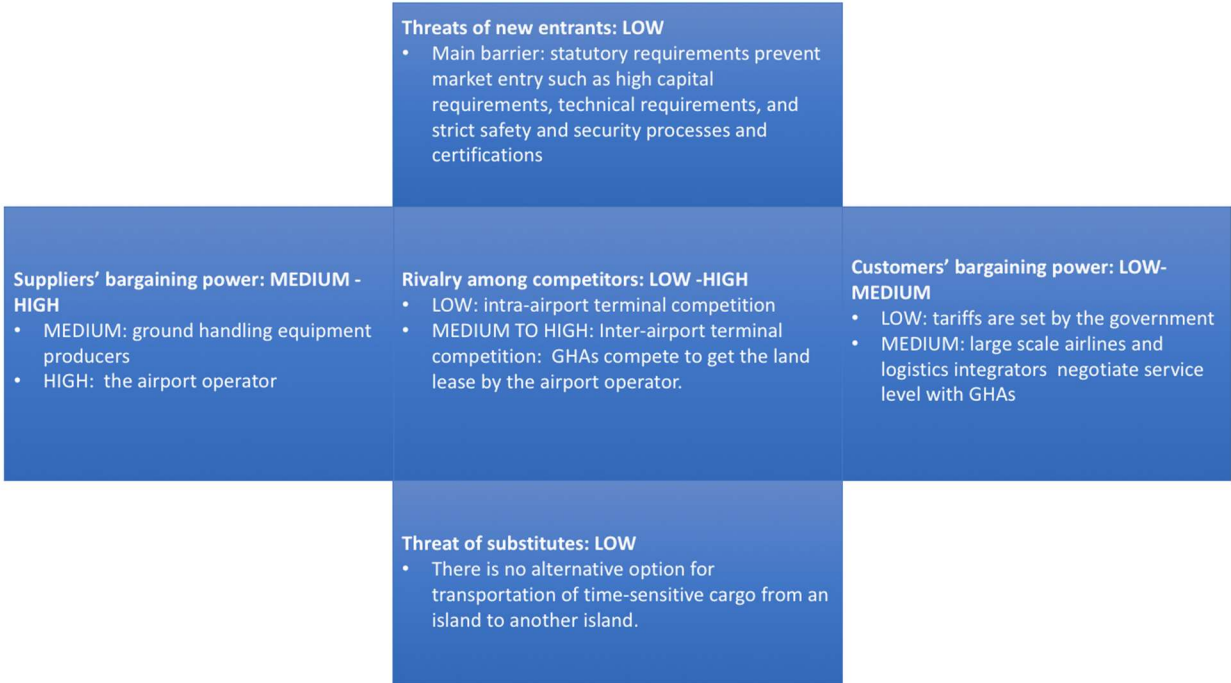 Threats of new entrants: LOW
• Main barrier: statutory requirements prevent
market entry such as high capital
requirements, technical requirements, and
strict safety and security processes and
certifications
Suppliers’ bargaining power: MEDIUM -
HIGH
• MEDIUM: ground handling equipment
producers
• HIGH:  the airport operator
Rivalry among competitors: LOW -HIGH
• LOW: intra-airport terminal competition
• MEDIUM TO HIGH: Inter-airport terminal
competition:  GHAs compete to get the land
lease by the airport operator.
Customers’ bargaining power: LOW-
MEDIUM
• LOW: tariffs are set by the government
• MEDIUM: large scale airlines and
logistics integrators  negotiate service
level with GHAs
Threat of substitutes: LOW
• There is no alternative option for
transportation of time-sensitive cargo from an
island to another island.